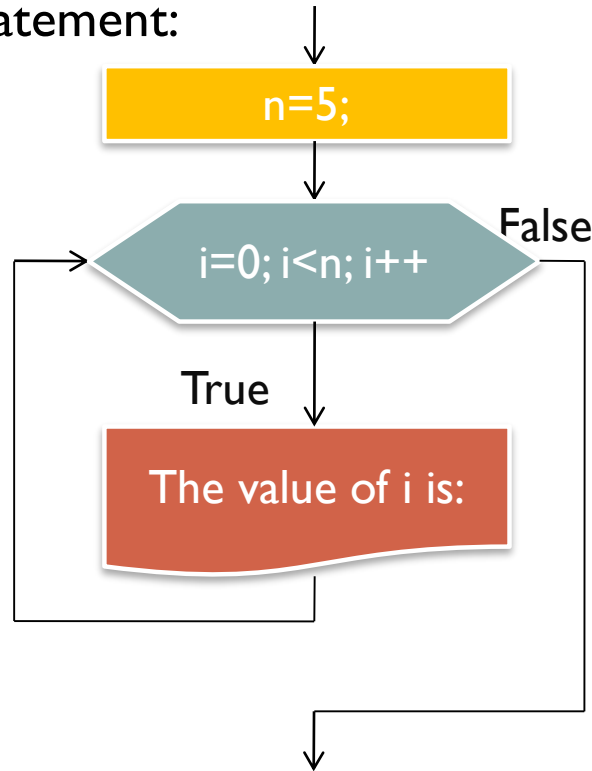 atement:
n=5;
i=0; i<n; i++
False
True
The value of i is: